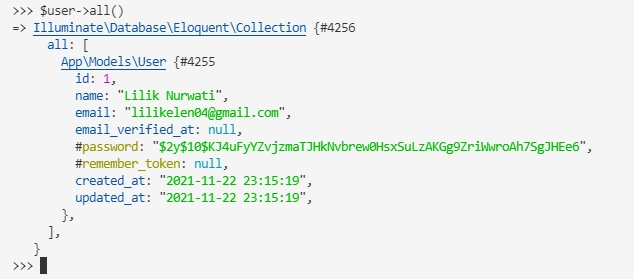 >>> $user->all()
=> Illuminate\Database\Eloquent\Collection {#4256
all: [
App\Models\User {#4255
id: 1,
name: "Lilik Nurwati",
email: "lilikelen04@gmail.com",
email_verified_at: null,
#password: "$2y$10$KJ4uFyYZvjzmaTJHkNvbrew0HsxSuLzAKGg9ZriWwroAh7SgJHEe6",
#remember_token: null,
created_at: "2021-11-22 23:15:19",
updated_at: "2021-11-22 23:15:19",
},
],
}
>>>